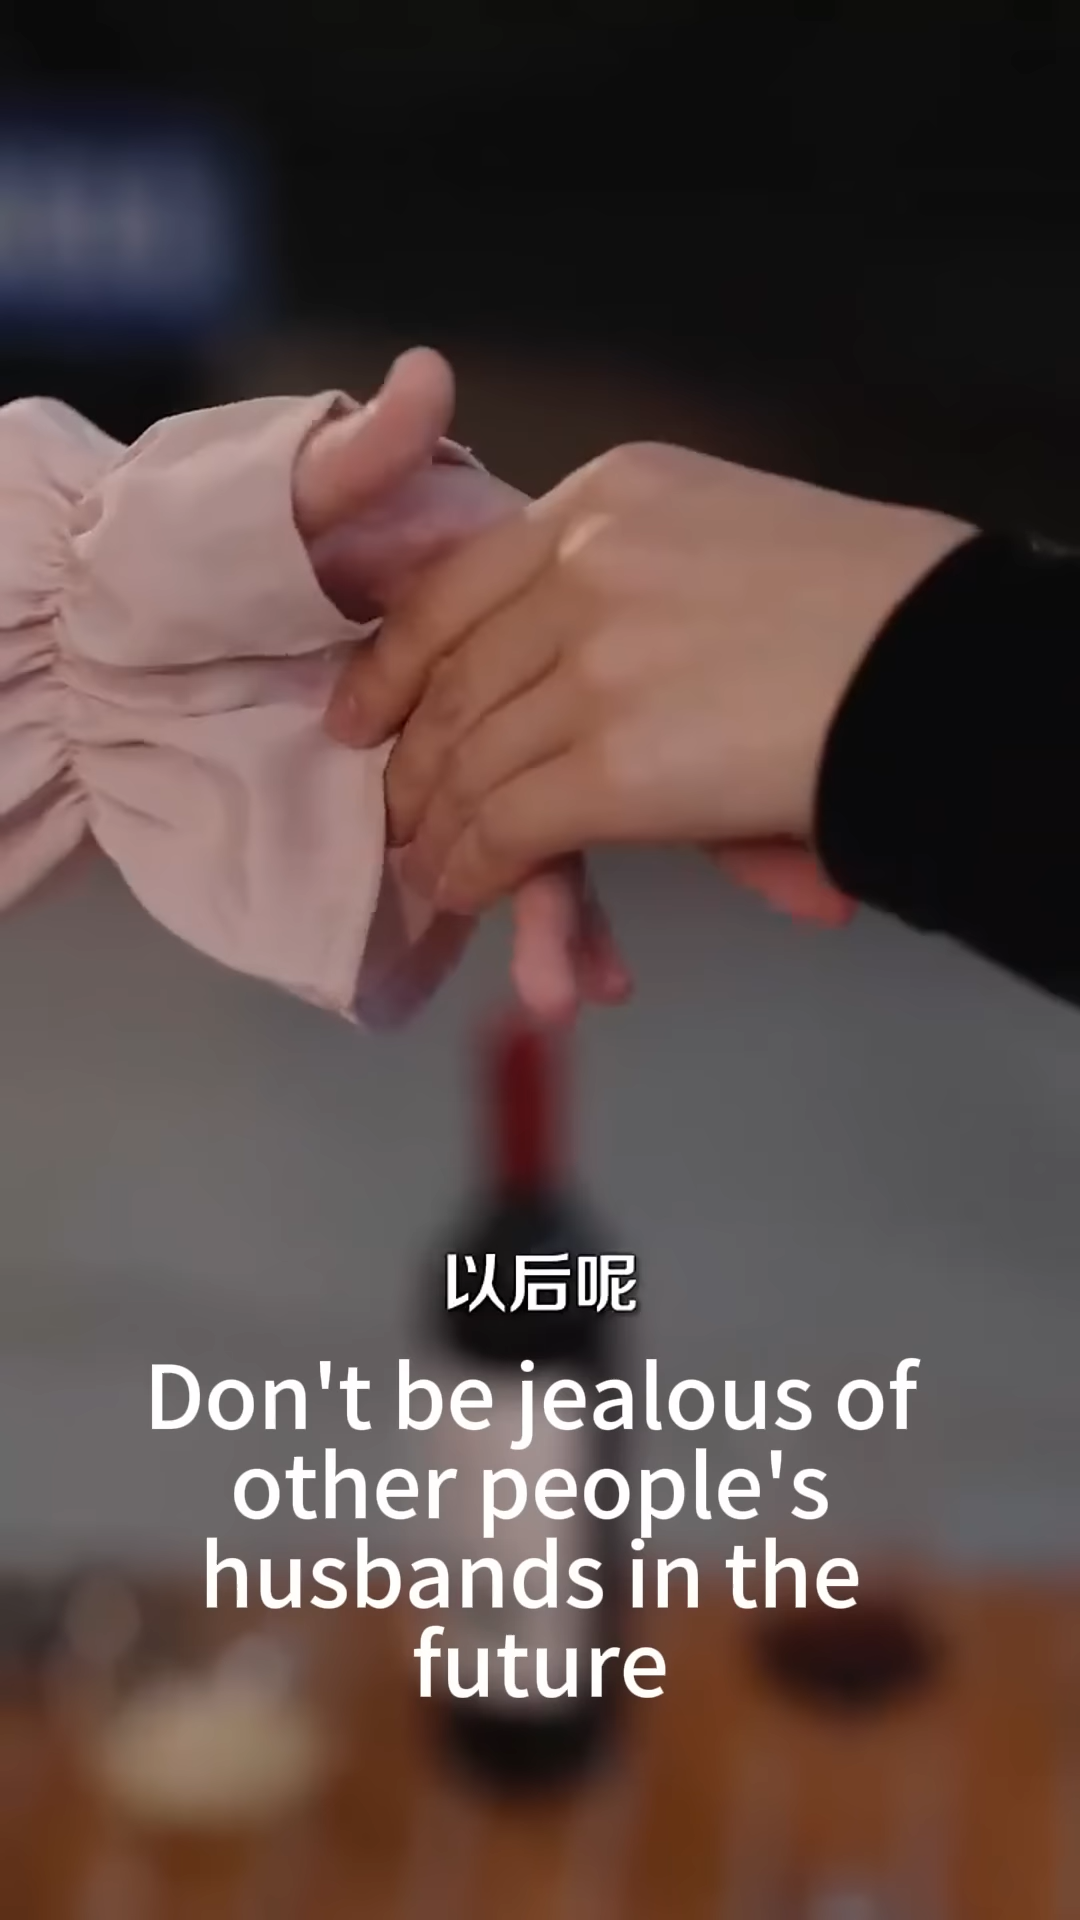 以后呢
Don't be jealous of
other people's
husbands in the
future